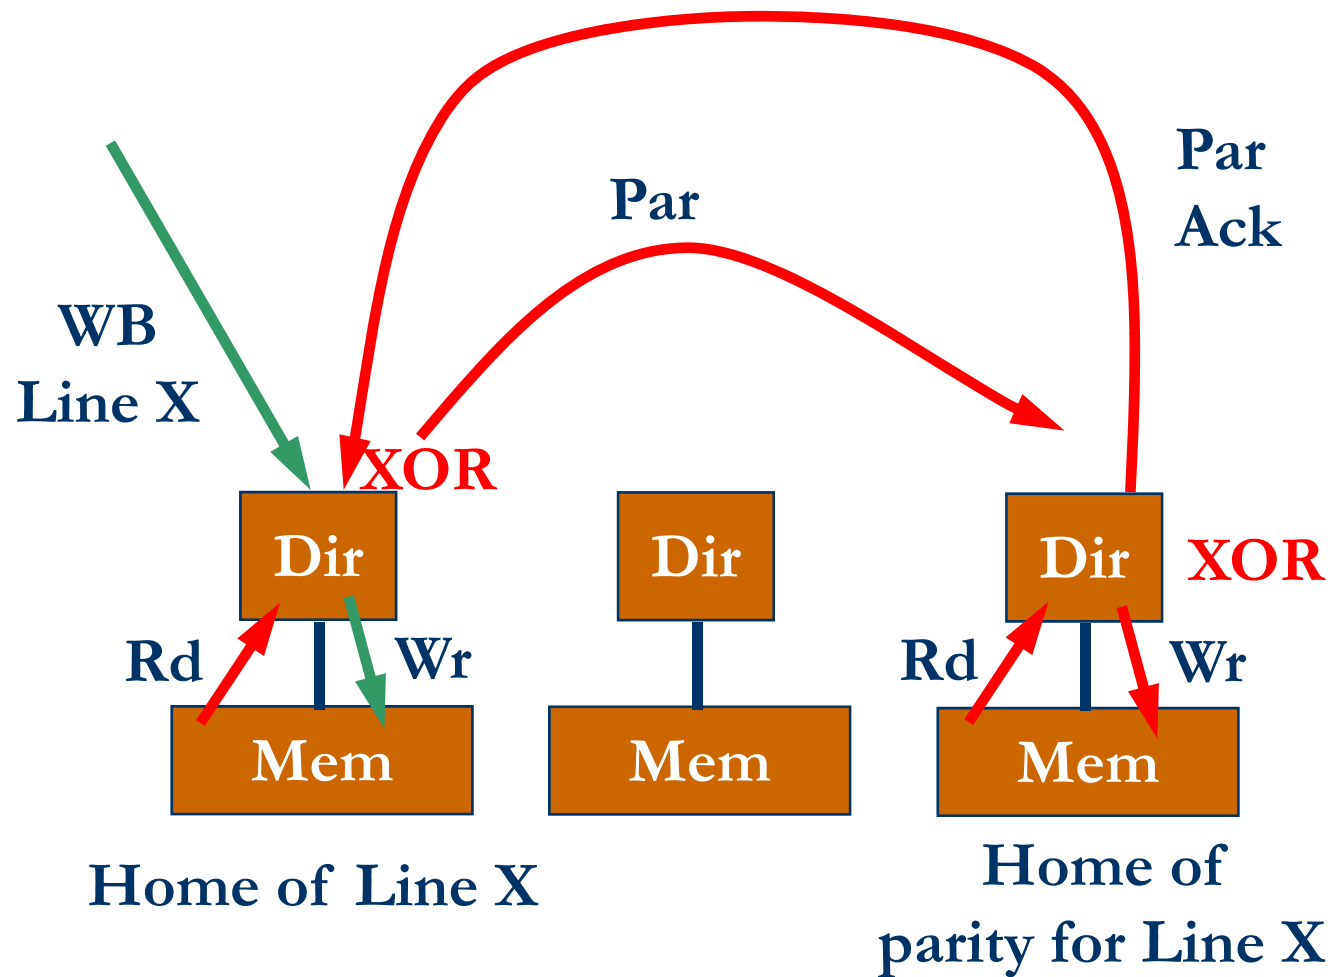 Par
Ack
Par
WB
Line X
XOR
Dir
Dir
Dir
XOR
Rd
Wr
Rd
Wr
Mem
Mem
Mem
Home of Line X
Home of
parity for Line X